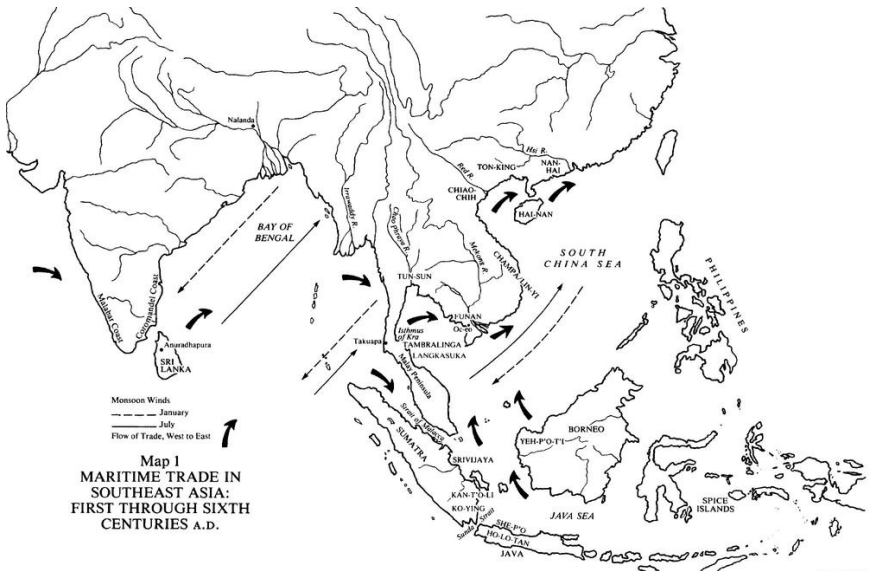 Nalanda
Hsi R.
Red R.
TON-KING
NAN-
HAI
CHIAO-
CHIH
HAI-NAN
Irrawaddy R.
Chao phraya R.
Mekong R.
BAY OF
BENGAL
SOUTH
CHINA SEA
PHILIPPINES
CHAMPA/LIN-YI
TUN-SUN
Malabar Coast
Coromandel Coast
FUNAN
Oc-eo
Isthmus
of Kra
Takuapa
TAMBRALINGA
LANGKASUKA
Anuradhapura
SRI
LANKA
Malay Peninsula
Strait of Malacca
Monsoon Winds
January
July
Flow of Trade, West to East
SUMATRA
SRIVIJAYA
YEH-P'O-T'I
BORNEO
KAN-T'O-LI
KO-YING
SPICE
ISLANDS
JAVA SEA
Sunda Strait
SHE-P'O
HO-LO-TAN
JAVA
Map 1
MARITIME TRADE IN
SOUTHEAST ASIA:
FIRST THROUGH SIXTH
CENTURIES A.D.